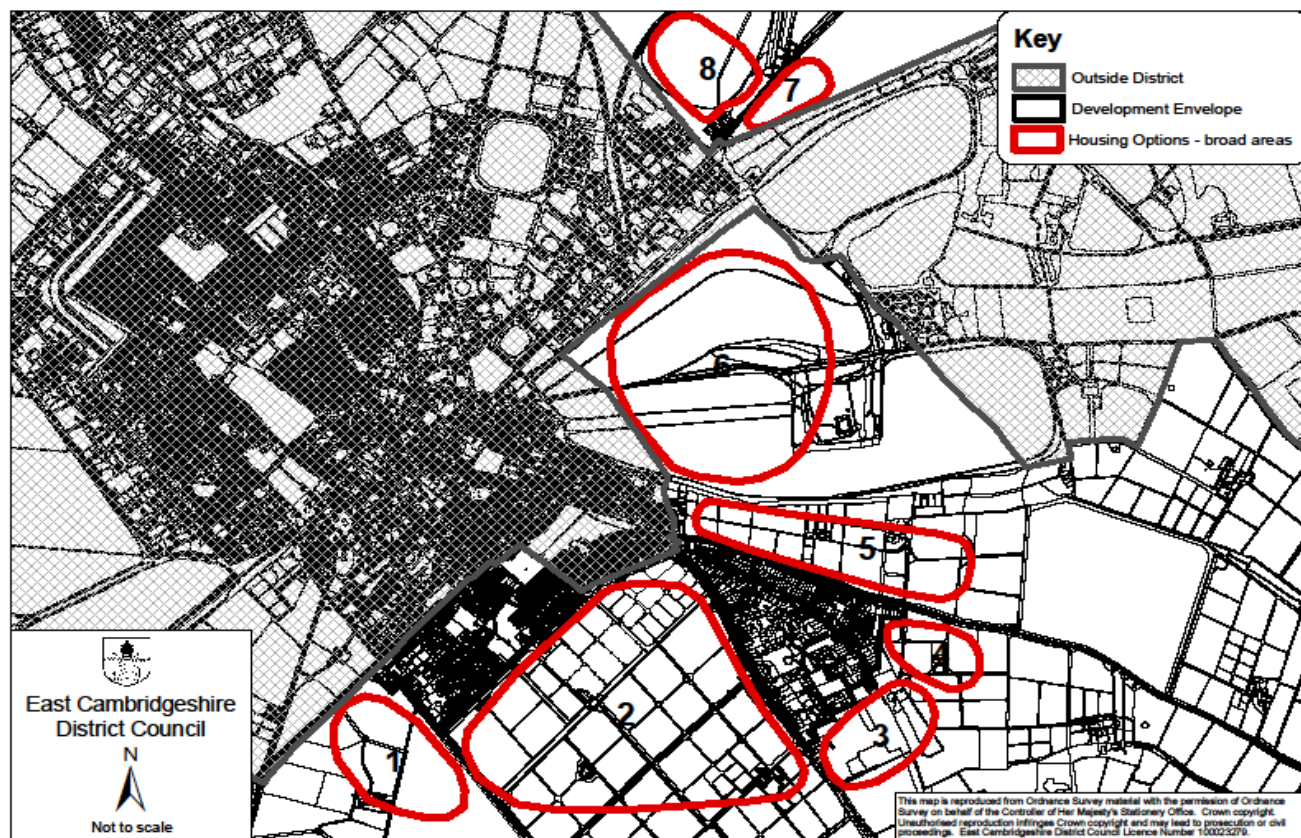 Key
Outside District
Development Envelope
Housing Options - broad areas
8
7
6
5
4
3
2
1
East Cambridgeshire
District Council
N
Not to scale
This map is reproduced from Ordnance Survey material with the permission of Ordnance
Survey on behalf of the Controller of Her Majesty's Stationery Office. Crown copyright.
Unauthorised reproduction infringes Crown copyright and may lead to prosecution or civil
proceedings. East Cambridgeshire District Council Licence Number 100023279.